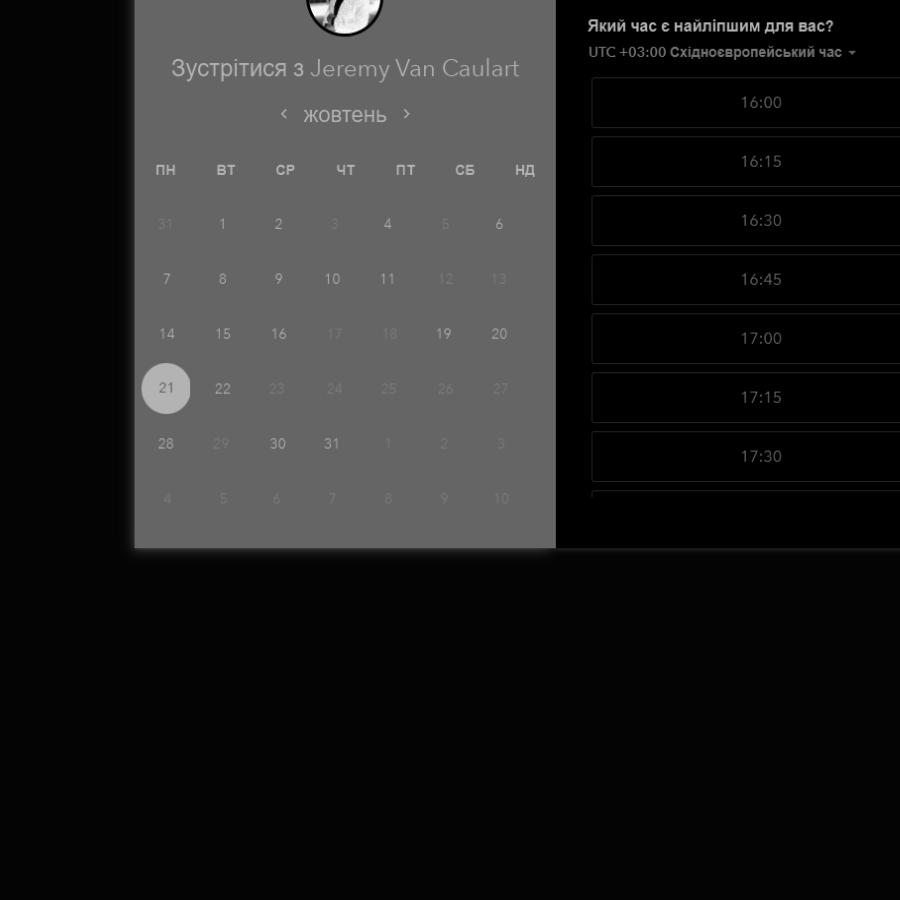 Зустрітися з Jeremy Van Caulart
жовтень
ПН ВТ СР ЧТ ПТ СБ НД
31 1 2 3 4 5 6
7 8 9 10 11 12 13
14 15 16 17 18 19 20
21 22 23 24 25 26 27
28 29 30 31 1 2 3
4 5 6 7 8 9 10
Який час є найліпшим для вас?
UTC +03:00 Східноєвропейський час
16:00
16:15
16:30
16:45
17:00
17:15
17:30